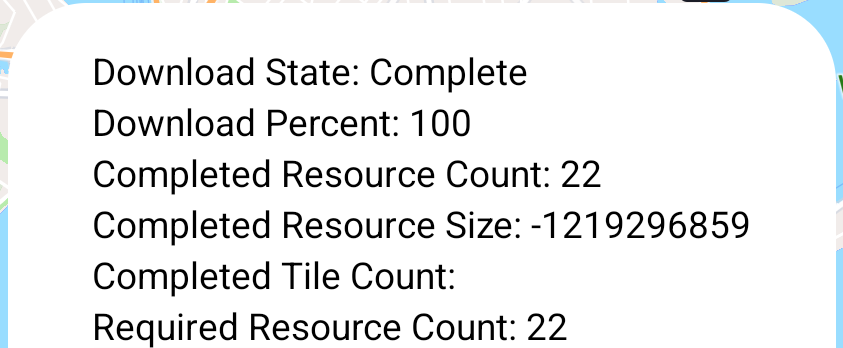 Download State: Complete
Download Percent: 100
Completed Resource Count: 22
Completed Resource Size: -1219296859
Completed Tile Count:
Required Resource Count: 22